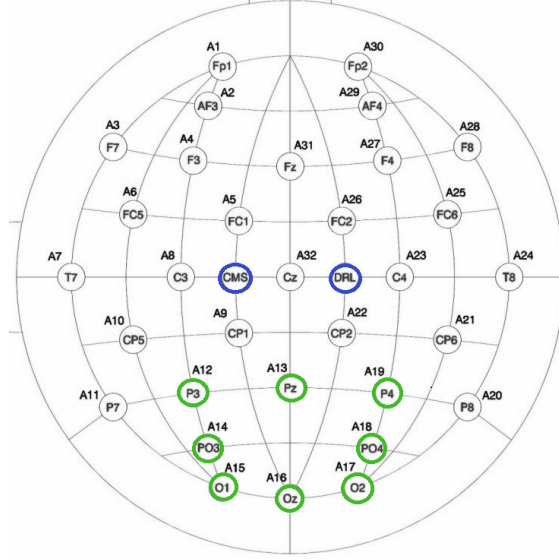 A1 A30
Fp1 Fp2
A2 A29
AF3 AF4
A3 A4 A31 A27 A28
F7 F3 Fz F4 F8
A6 A5 A26 A25
FC5 FC1 FC2 FC6
A7 A8 A32 A23 A24
T7 C3 CMS Cz DRL C4 T8
A10 A9 A22 A21
CP5 CP1 CP2 CP6
A11 A12 A13 A19 A20
P7 P3 Pz P4 P8
A14 A18
PO3 PO4
A15 A16 A17
O1 Oz O2